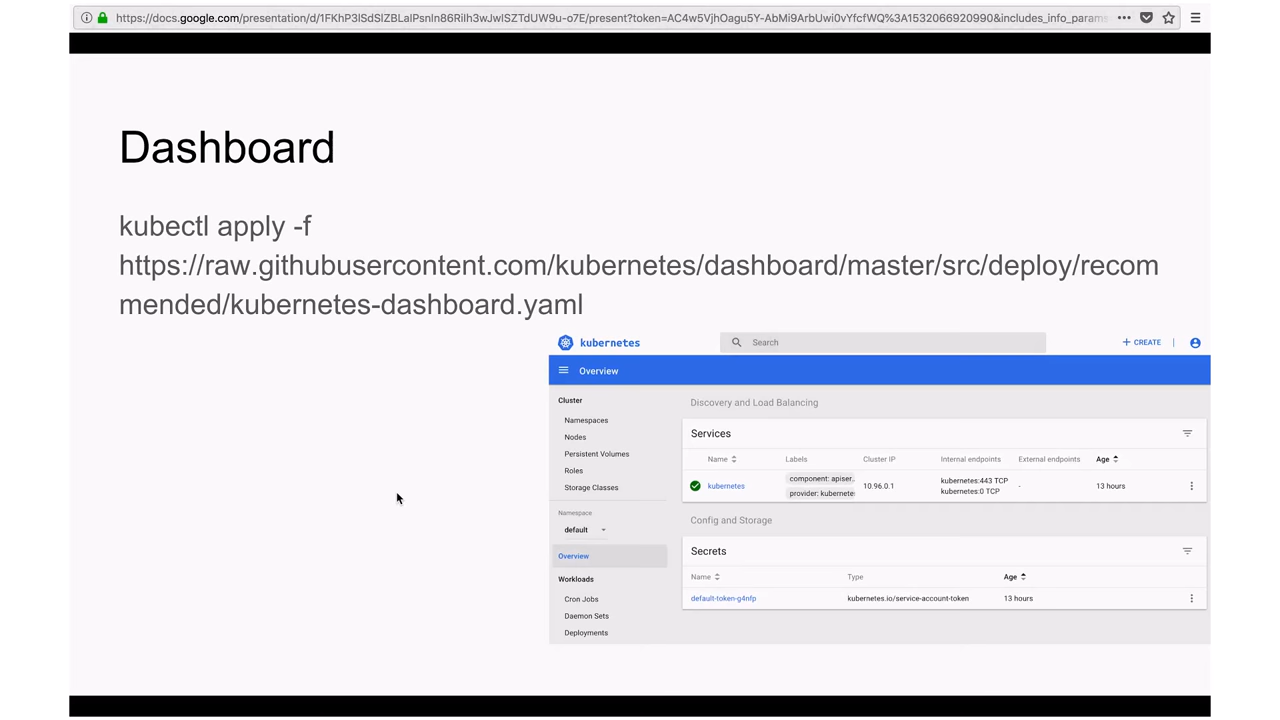 https://docs.google.com/presentation/d/1FKhP3lSdSlZBLalPsnIn86RiIh3wJwISZTdUW9u-o7E/present?token=AC4w5VjhOagu5Y-AbMi9ArbUwi0vYfcfWQ%3A1532066920990&includes_info_params
Dashboard
kubectl apply -f
https://raw.githubusercontent.com/kubernetes/dashboard/master/src/deploy/recom
mended/kubernetes-dashboard.yaml
kubernetes
Search
+ CREATE
Overview
Cluster
Namespaces
Nodes
Persistent Volumes
Roles
Storage Classes
Namespace
default
Overview
Workloads
Cron Jobs
Daemon Sets
Deployments
Discovery and Load Balancing
Services
Name Labels Cluster IP Internal endpoints External endpoints Age
kubernetes component: apiser.. 10.96.0.1 kubernetes:443 TCP - 13 hours
provider: kubernetes kubernetes:0 TCP
Config and Storage
Secrets
Name Type Age
default-token-g4nfp kubernetes.io/service-account-token 13 hours